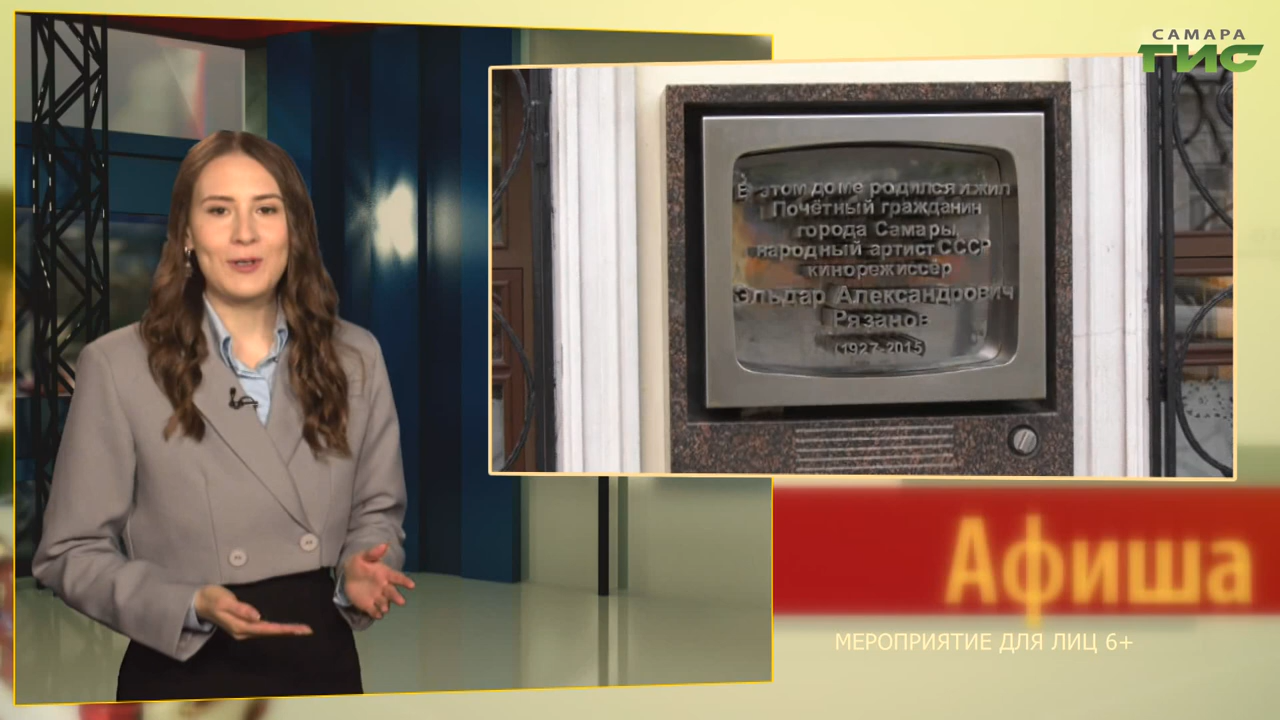 САМАРА
ГИС
В этом доме родился и жил
Почётный гражданин
города Самары,
народный артист СССР
кинорежиссёр
Эльдар Александрович
Рязанов
(1927-2015)
Афиша
МЕРОПРИЯТИЕ ДЛЯ ЛИЦ 6+